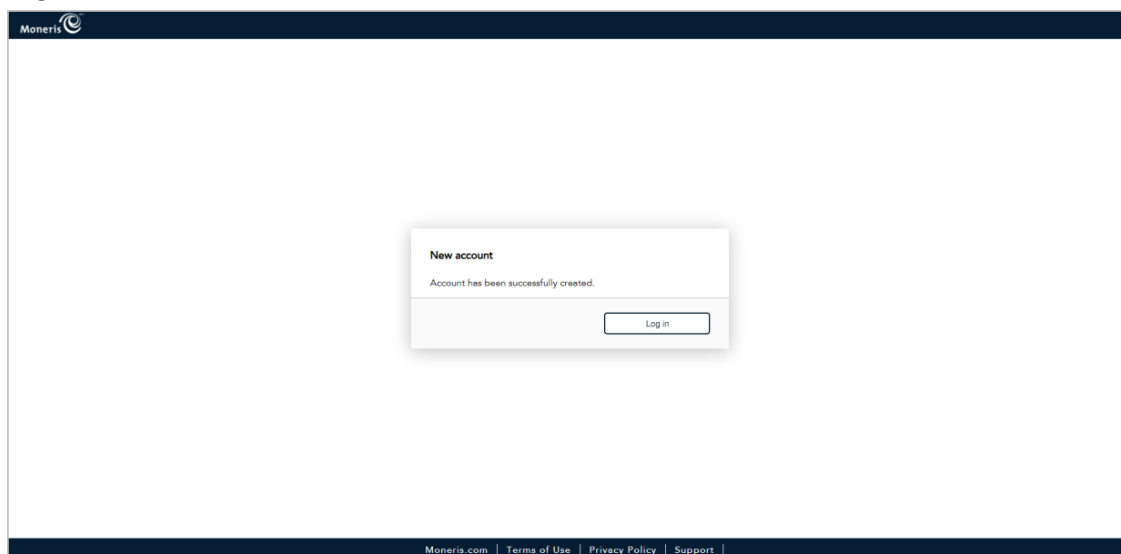 Moneris
New account
Account has been successfully created.
Log in
Moneris.com | Terms of Use | Privacy Policy | Support |